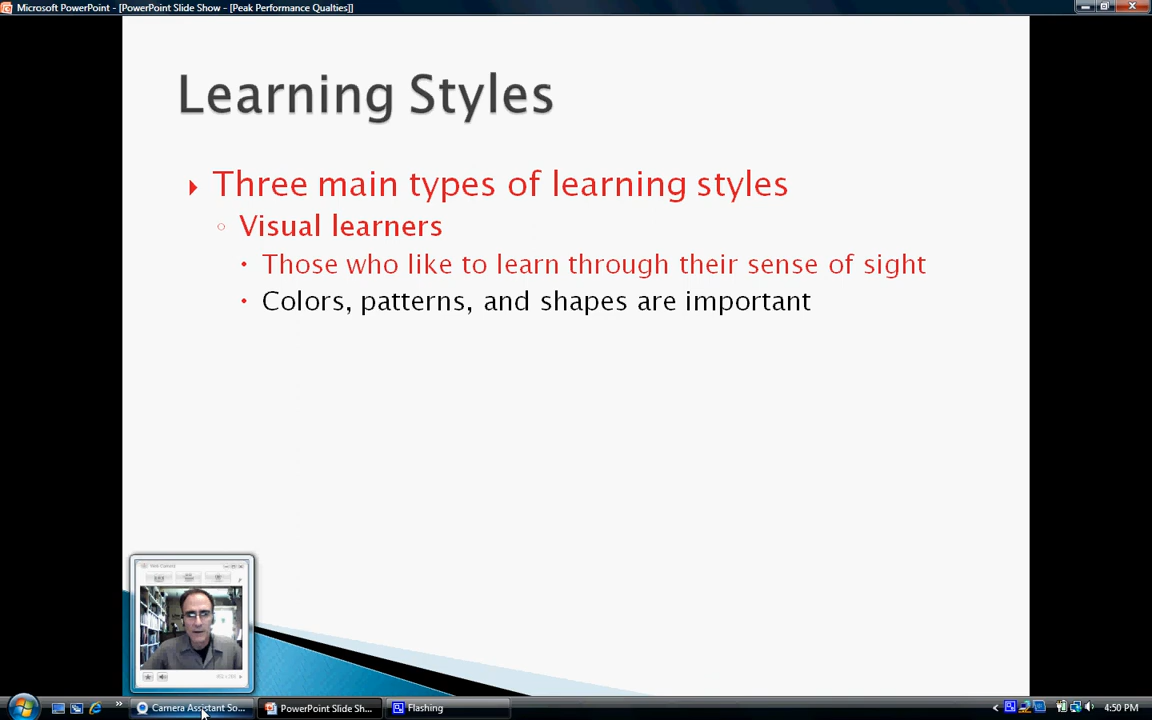 Microsoft PowerPoint - [PowerPoint Slide Show - [Peak Performance Qualties]]
Learning Styles
Three main types of learning styles
Visual learners
Those who like to learn through their sense of sight
Colors, patterns, and shapes are important
Camera Assistant So...
PowerPoint Slide Sh...
Flashing
4:50 PM